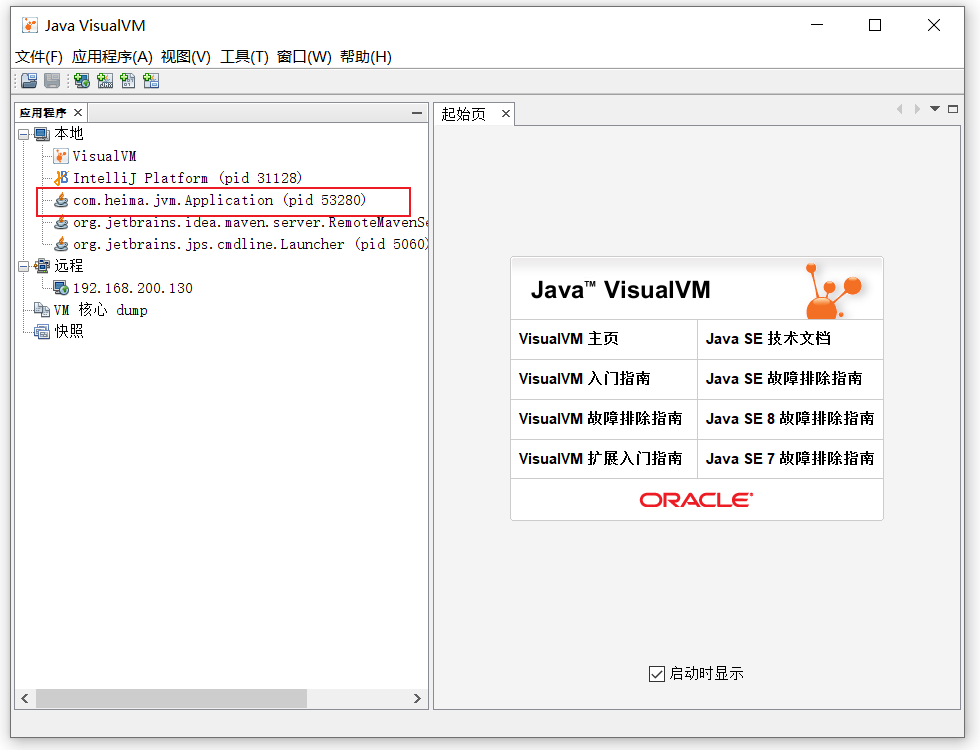 Java VisualVM
文件(F) 应用程序(A) 视图(V) 工具(T) 窗口(W) 帮助(H)
应用程序
本地
VisualVM
IntelliJ Platform (pid 31128)
com.heima.jvm.Application (pid 53280)
org.jetbrains.idea.maven.server.RemoteMavenSe
org.jetbrains.jps.cmdline.Launcher (pid 5060)
远程
192.168.200.130
VM 核心 dump
快照
起始页
Java™ VisualVM
VisualVM 主页
Java SE 技术文档
VisualVM 入门指南
Java SE 故障排除指南
VisualVM 故障排除指南
Java SE 8 故障排除指南
VisualVM 扩展入门指南
Java SE 7 故障排除指南
ORACLE
启动时显示